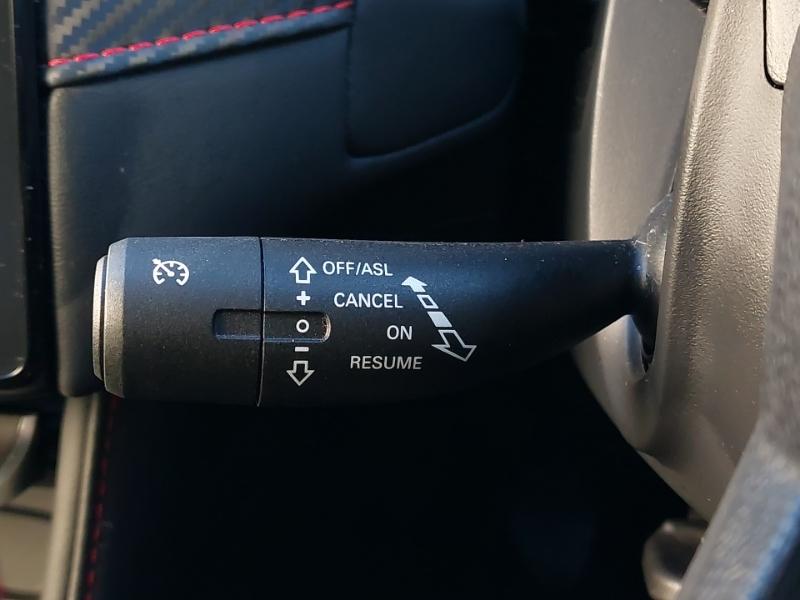 OFF/ASL
+ CANCEL
O ON
– RESUME